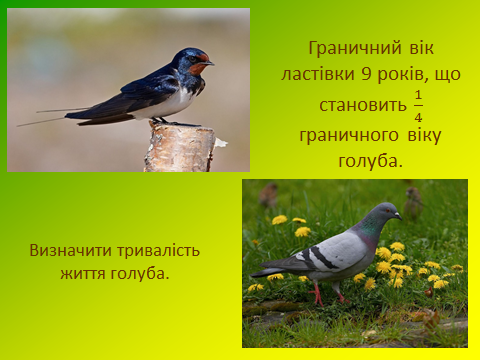 Граничний вік
ластівки 9 років, що
становить 1/4
граничного віку
голуба.
Визначити тривалість
життя голуба.